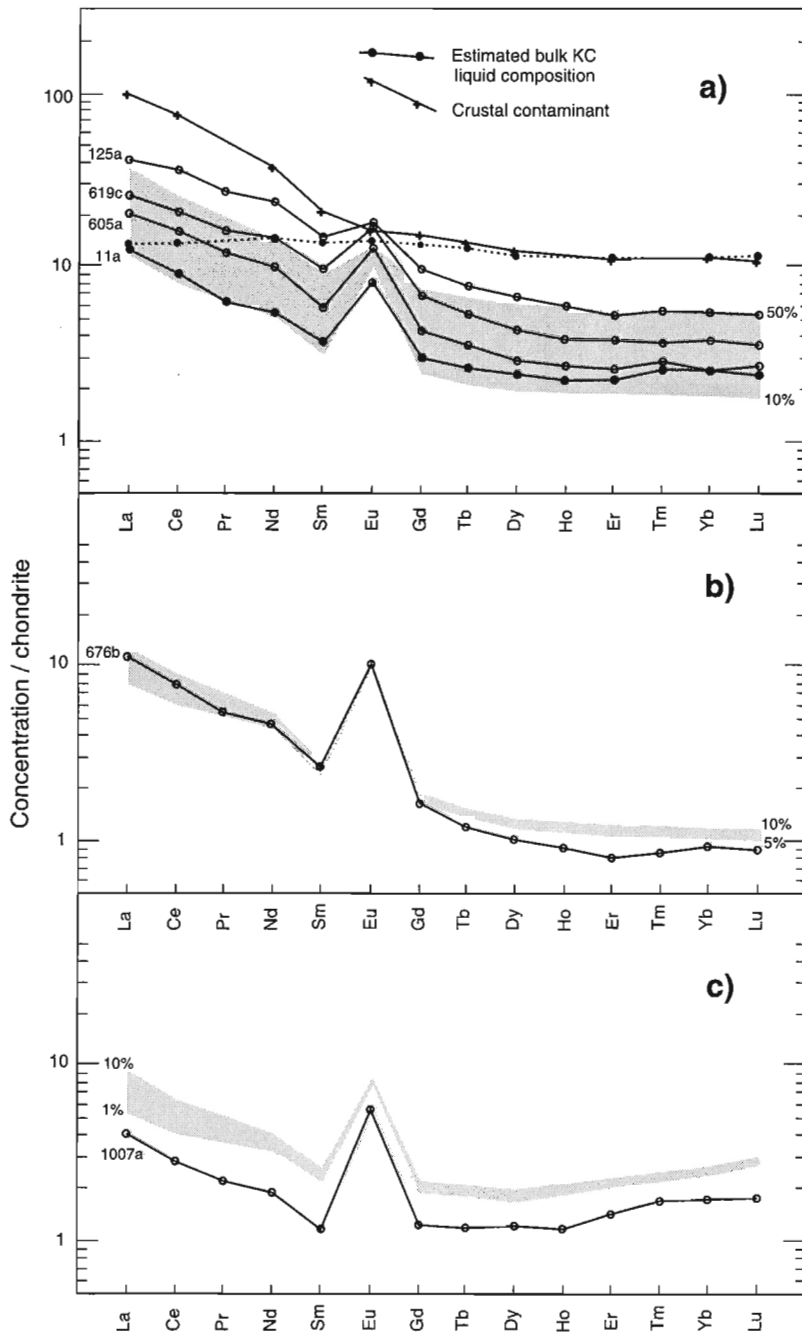 Estimated bulk KC
liquid composition
Crustal contaminant
a)
100
10
1
125a
619c
605a
11a
50%
10%
La Ce Pr Nd Sm Eu Gd Tb Dy Ho Er Tm Yb Lu
Concentration / chondrite
b)
676b
10
1
10%
5%
La Ce Pr Nd Sm Eu Gd Tb Dy Ho Er Tm Yb Lu
c)
10
1
10%
1%
1007a
La Ce Pr Nd Sm Eu Gd Tb Dy Ho Er Tm Yb Lu